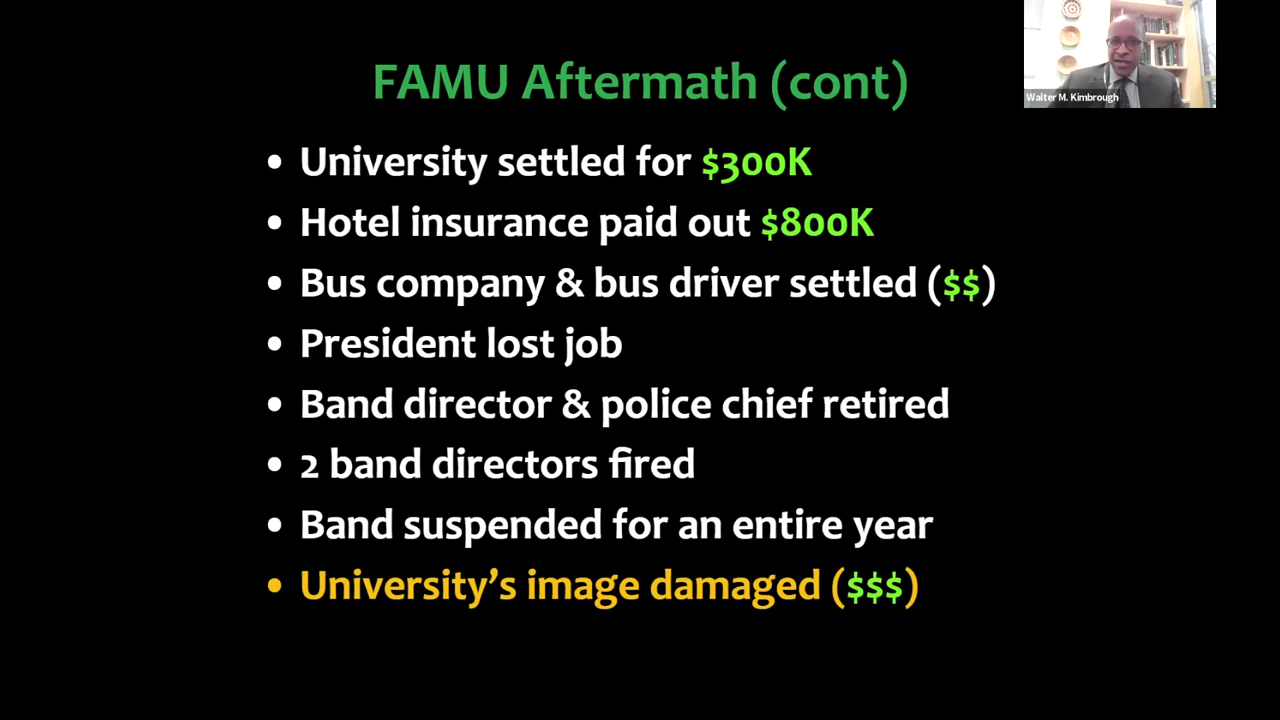 FAMU Aftermath (cont)
Walter M. Kimbrough
• University settled for $300K
• Hotel insurance paid out $800K
• Bus company & bus driver settled ($$)
• President lost job
• Band director & police chief retired
• 2 band directors fired
• Band suspended for an entire year
• University’s image damaged ($$$)